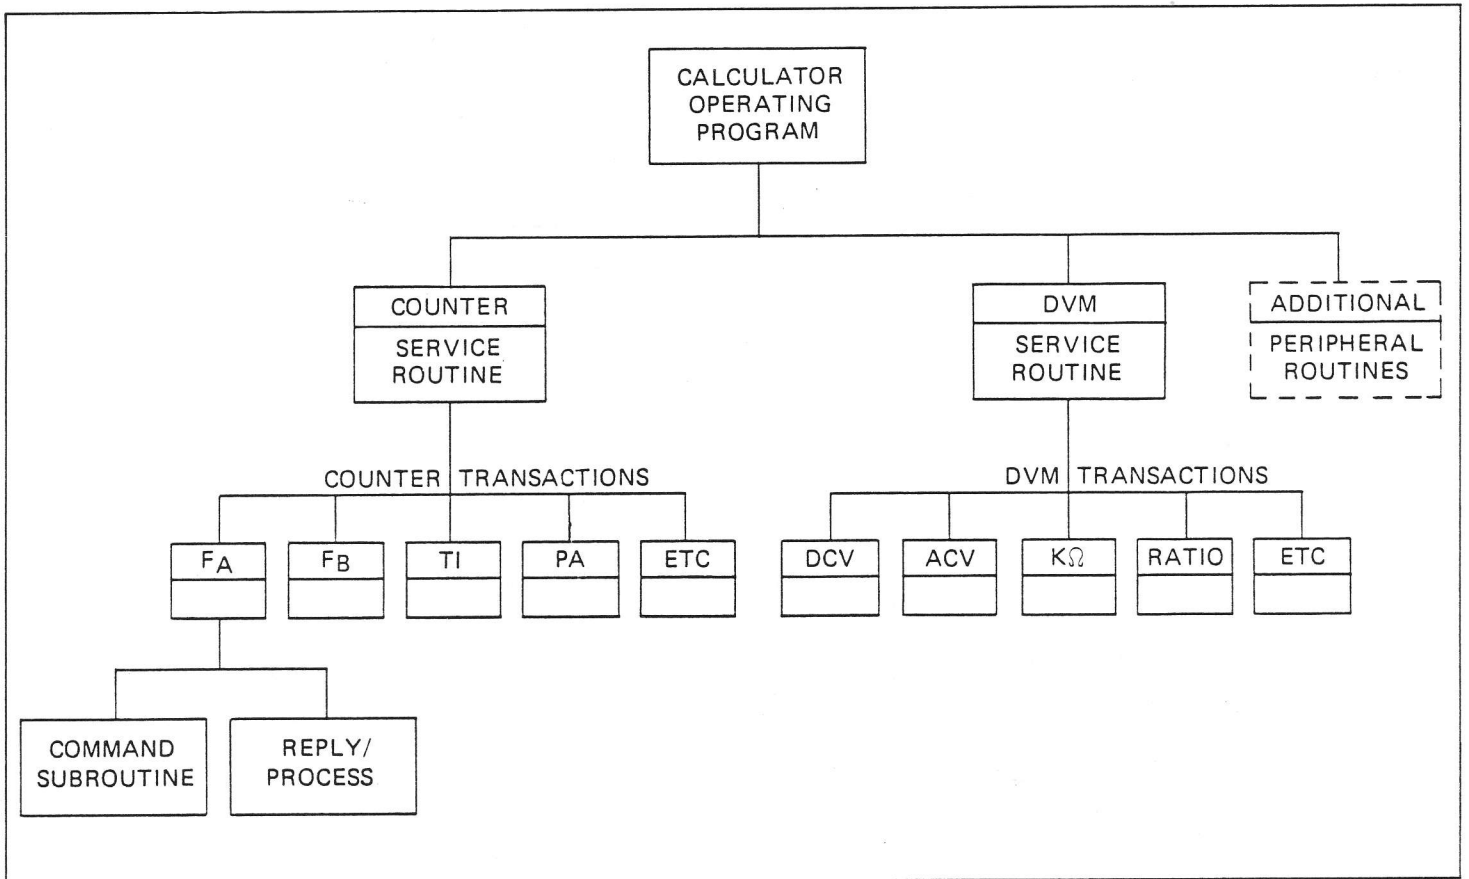 CALCULATOR
OPERATING
PROGRAM
COUNTER
SERVICE
ROUTINE
DVM
SERVICE
ROUTINE
ADDITIONAL
PERIPHERAL
ROUTINES
COUNTER TRANSACTIONS
DVM TRANSACTIONS
FA
FB
TI
PA
ETC
DCV
ACV
KΩ
RATIO
ETC
COMMAND
SUBROUTINE
REPLY/
PROCESS